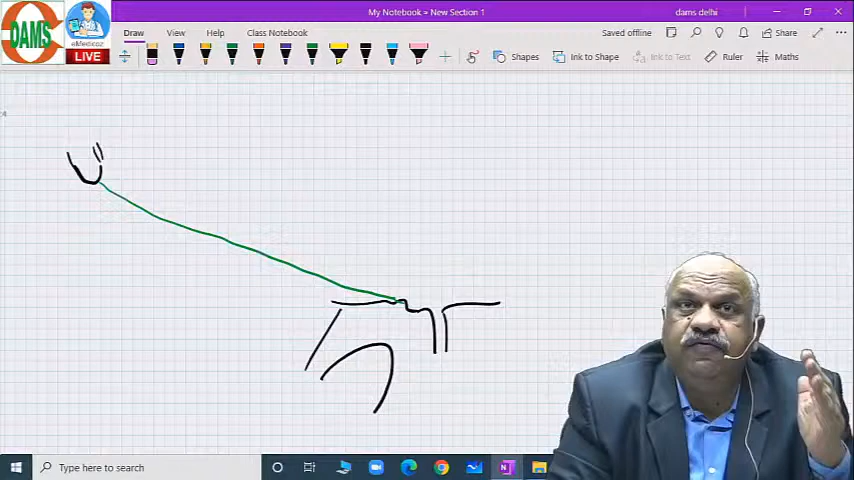 DAMS
eMedicoz
LIVE
My Notebook » New Section 1
dams delhi
Draw
View
Help
Class Notebook
Saved offline
Share
Shapes
Ink to Shape
Ink to Text
Ruler
Maths
Type here to search